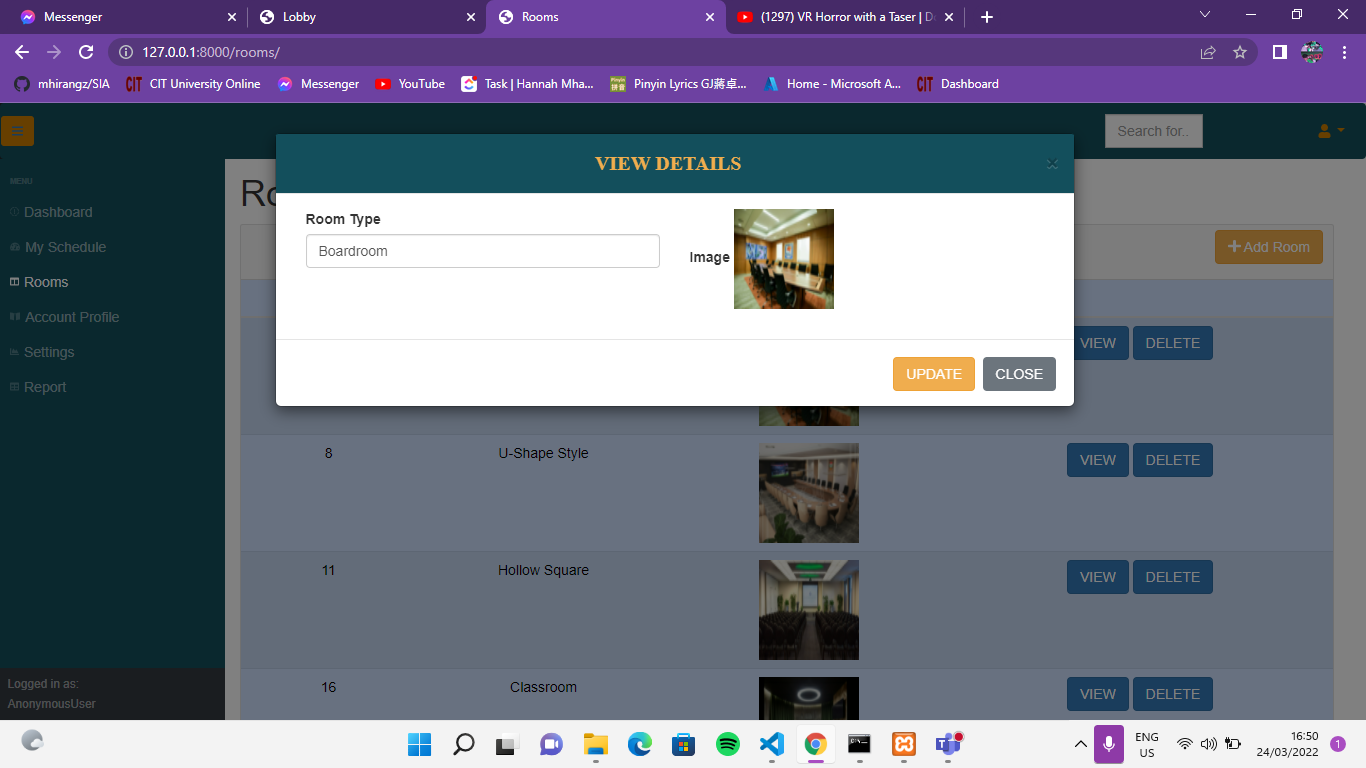 Messenger
Lobby
Rooms
(1297) VR Horror with a Taser | D
127.0.0.1:8000/rooms/
mhirangz/SIA
CIT University Online
Messenger
YouTube
Task | Hannah Mha...
Pinyin Lyrics GJ蔣卓...
Home - Microsoft A...
Dashboard
Search for..
VIEW DETAILS
×
MENU
Dashboard
My Schedule
Rooms
Account Profile
Settings
Report
Logged in as:
AnonymousUser
Ro
Add Room
Room Type
Boardroom
Image
UPDATE
CLOSE
VIEW
DELETE
8
U-Shape Style
VIEW
DELETE
11
Hollow Square
VIEW
DELETE
16
Classroom
VIEW
DELETE
ENG
US
16:50
24/03/2022
1